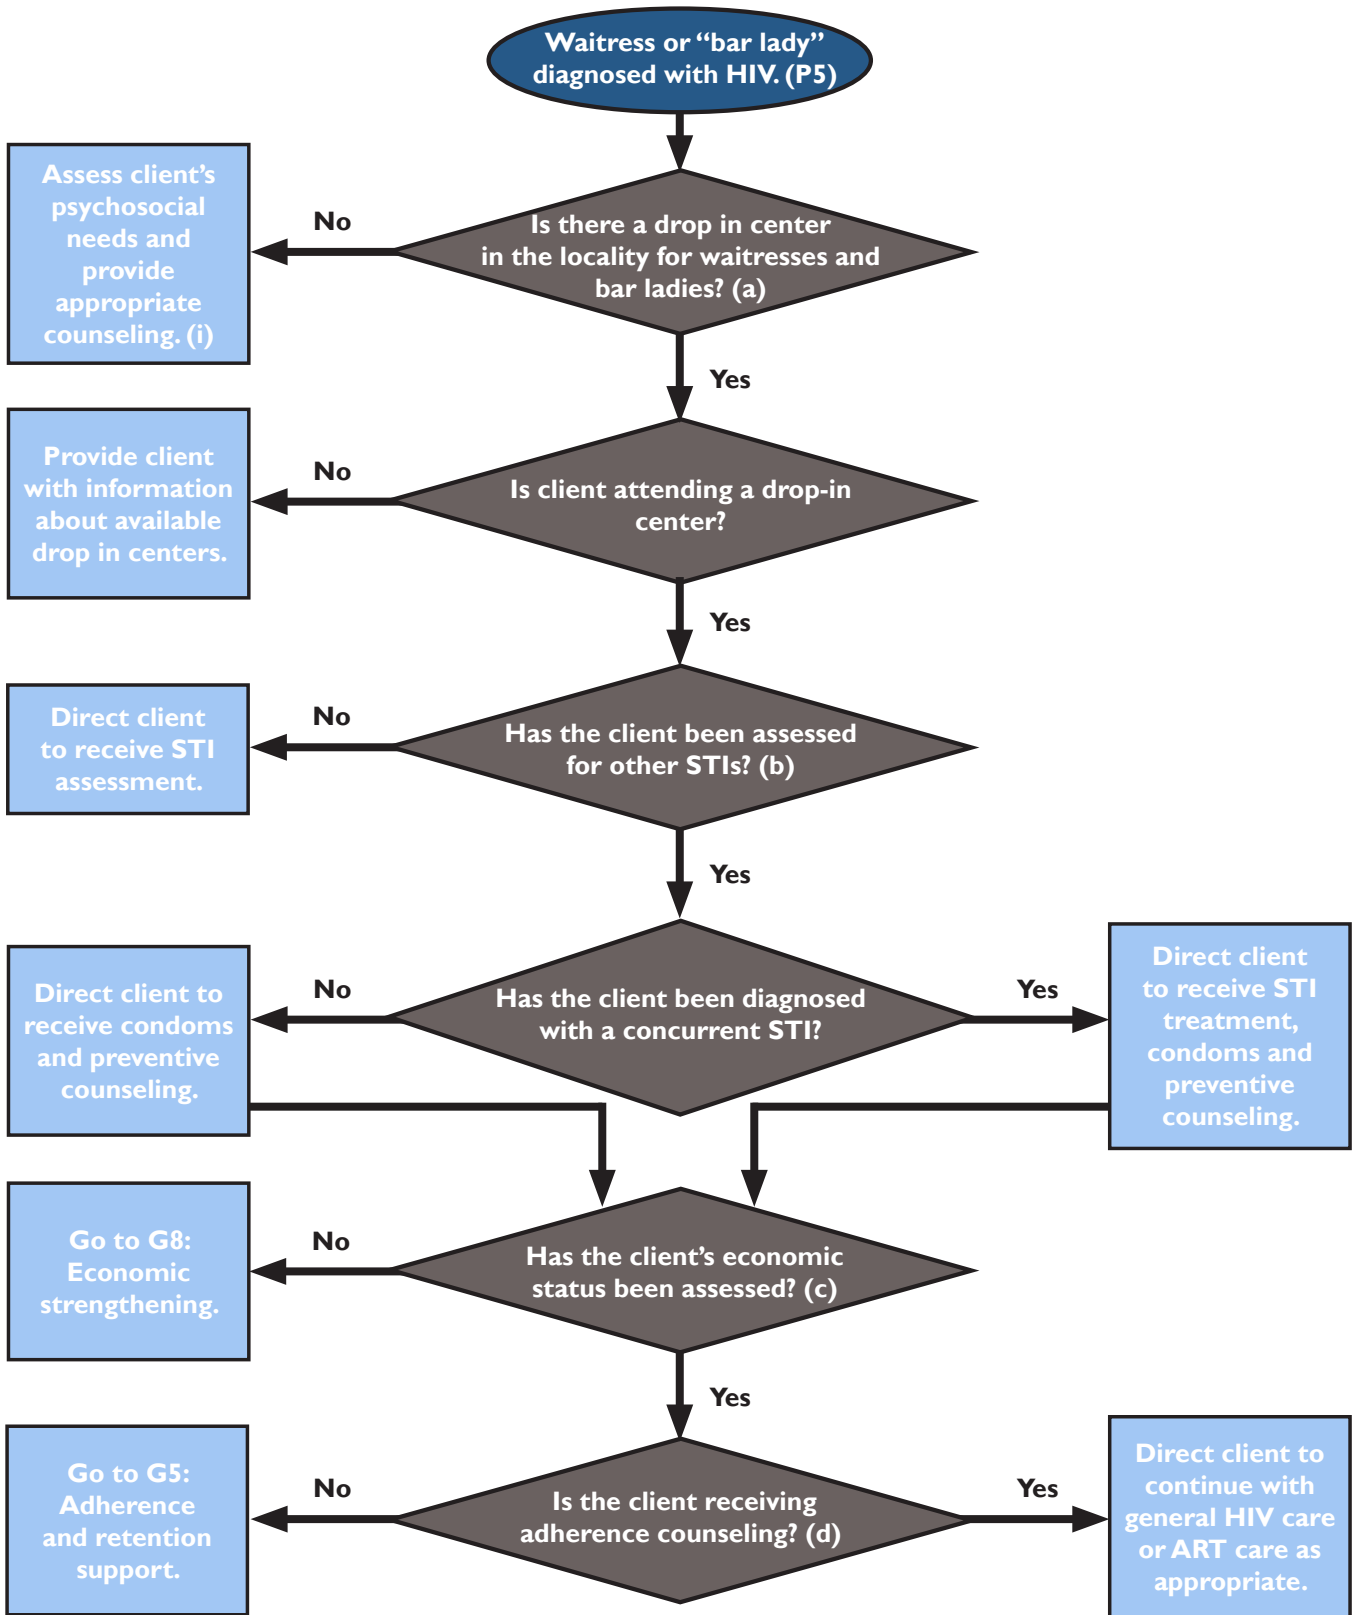 Waitress or “bar lady”
diagnosed with HIV. (P5)
Is there a drop in center
in the locality for waitresses and
bar ladies? (a)
No
Assess client’s
psychosocial
needs and
provide
appropriate
counseling. (i)
Yes
Is client attending a drop-in
center?
No
Provide client
with information
about available
drop in centers.
Yes
Has the client been assessed
for other STIs? (b)
No
Direct client
to receive STI
assessment.
Yes
Has the client been diagnosed
with a concurrent STI?
No
Direct client to
receive condoms
and preventive
counseling.
Yes
Direct client
to receive STI
treatment,
condoms and
preventive
counseling.
Has the client’s economic
status been assessed? (c)
No
Go to G8:
Economic
strengthening.
Yes
Is the client receiving
adherence counseling? (d)
No
Go to G5:
Adherence
and retention
support.
Yes
Direct client to
continue with
general HIV care
or ART care as
appropriate.